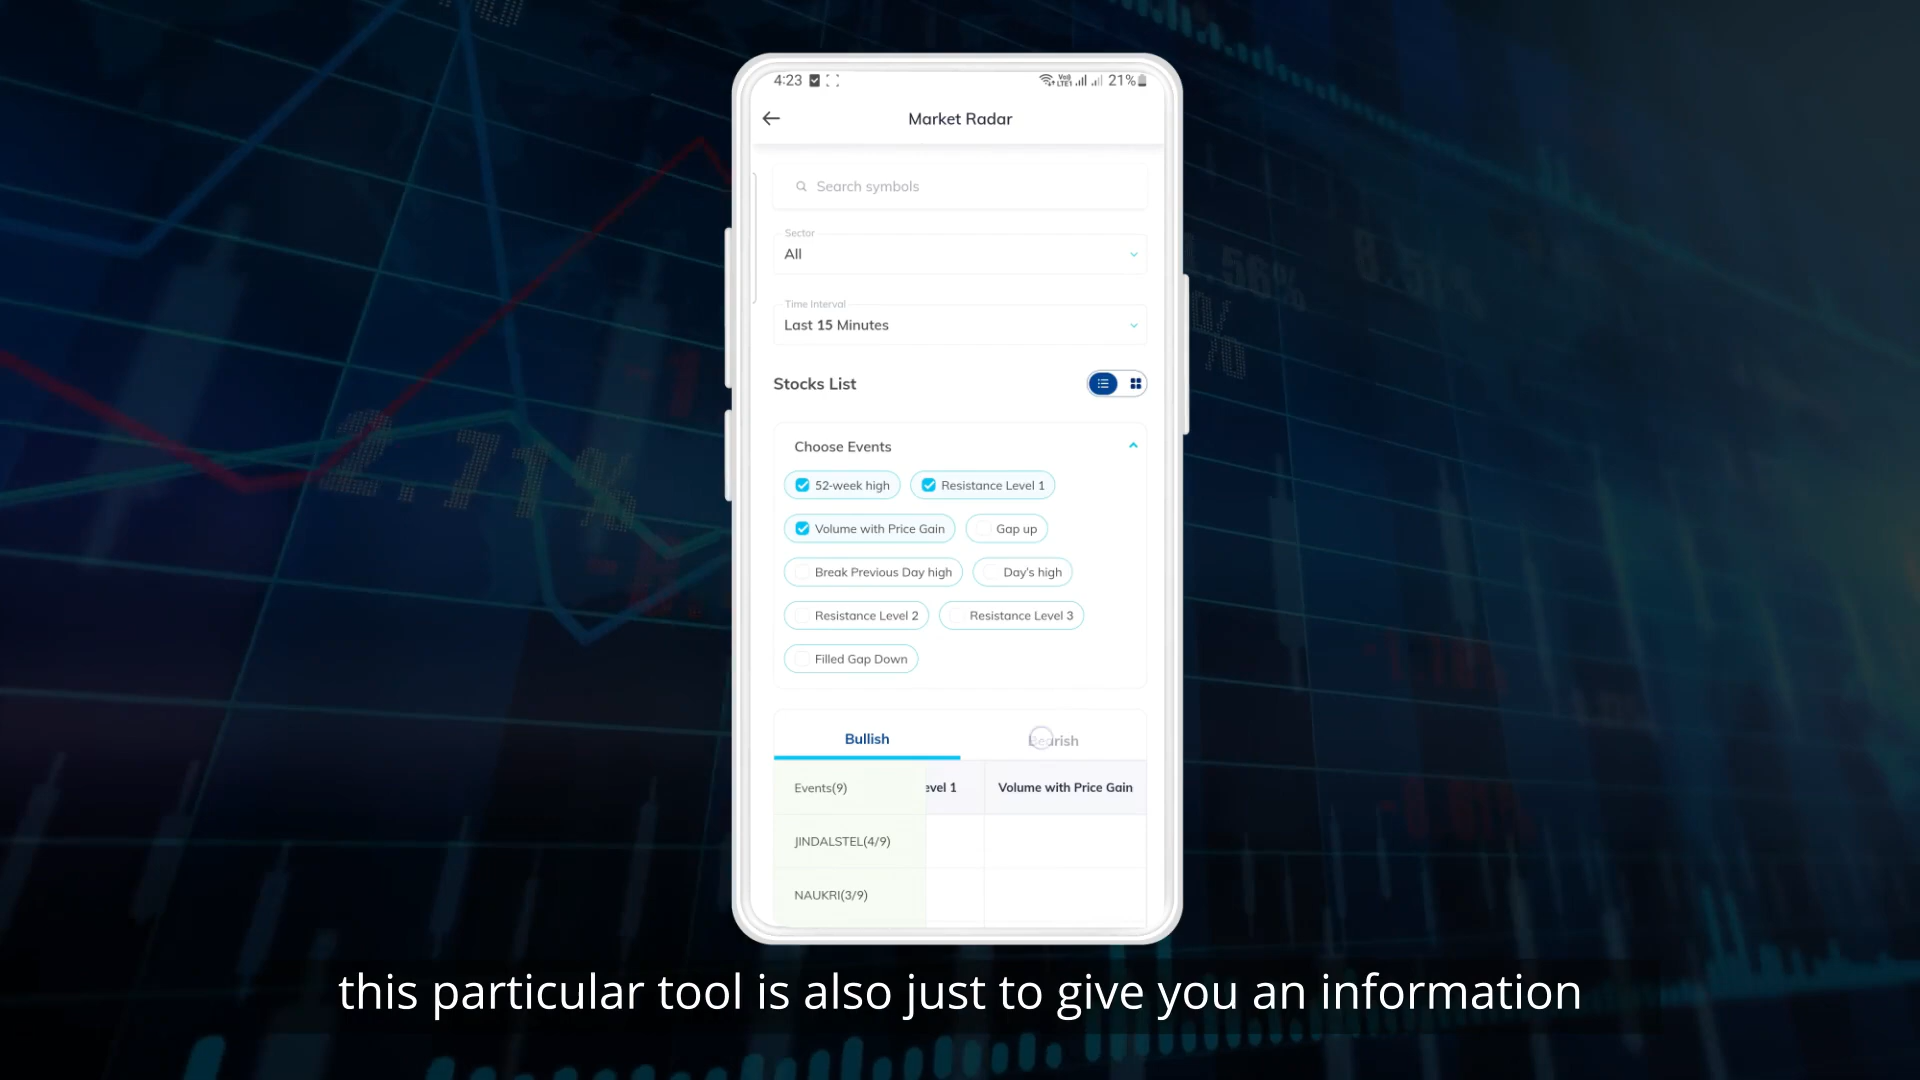 4:23
21%
Market Radar
Search symbols
Sector
All
Time Interval
Last 15 Minutes
Stocks List
Choose Events
52-week high
Resistance Level 1
Volume with Price Gain
Gap up
Break Previous Day high
Day's high
Resistance Level 2
Resistance Level 3
Filled Gap Down
Bullish
Bearish
Events(9)
evel 1
Volume with Price Gain
JINDALSTEL(4/9)
NAUKRI(3/9)
2.71%
this particular tool is also just to give you an information